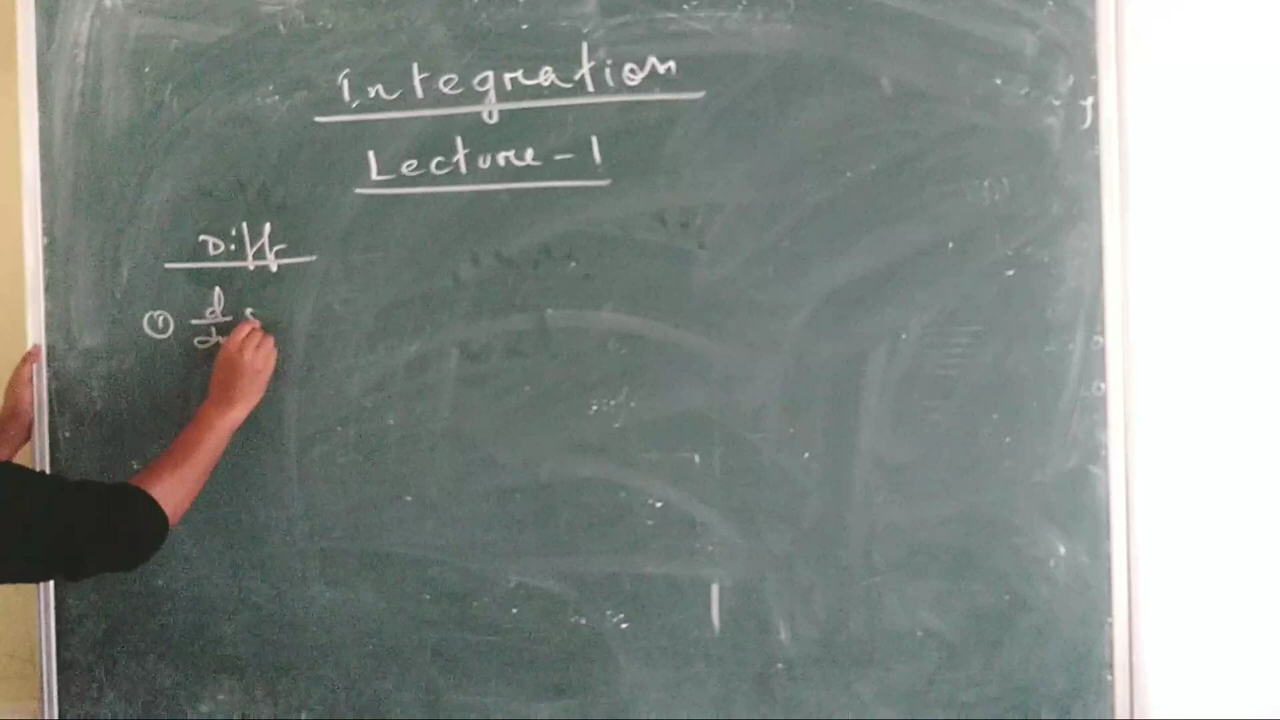 Integration
Lecture - 1
Diff
① d/dx